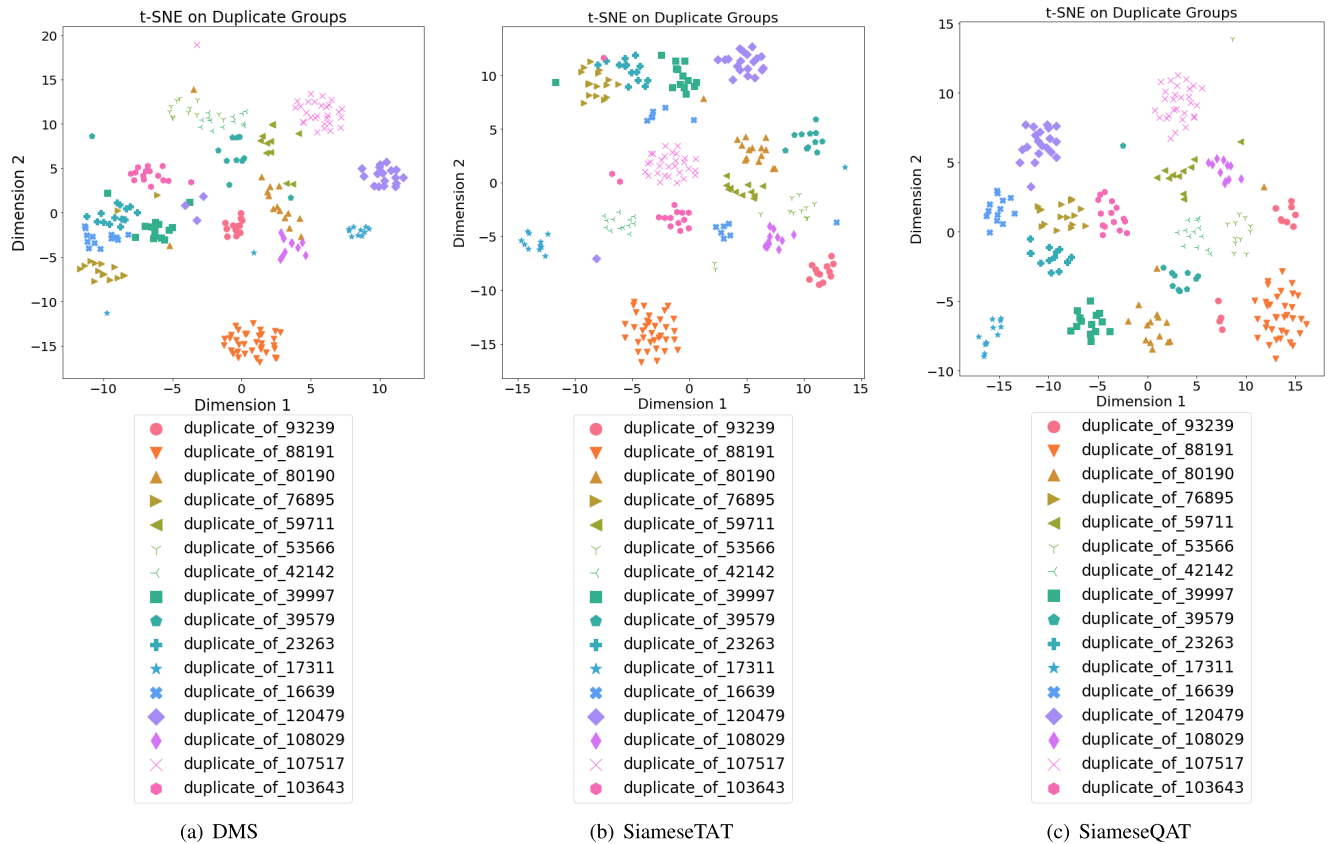 t-SNE on Duplicate Groups
20
15
10
5
0
−5
−10
−15
Dimension 2
−10
−5
0
5
10
Dimension 1
duplicate_of_93239
duplicate_of_88191
duplicate_of_80190
duplicate_of_76895
duplicate_of_59711
duplicate_of_53566
duplicate_of_42142
duplicate_of_39997
duplicate_of_39579
duplicate_of_23263
duplicate_of_17311
duplicate_of_16639
duplicate_of_120479
duplicate_of_108029
duplicate_of_107517
duplicate_of_103643
(a) DMS
t-SNE on Duplicate Groups
10
5
0
−5
−10
−15
Dimension 2
−15
−10
−5
0
5
10
15
Dimension 1
duplicate_of_93239
duplicate_of_88191
duplicate_of_80190
duplicate_of_76895
duplicate_of_59711
duplicate_of_53566
duplicate_of_42142
duplicate_of_39997
duplicate_of_39579
duplicate_of_23263
duplicate_of_17311
duplicate_of_16639
duplicate_of_120479
duplicate_of_108029
duplicate_of_107517
duplicate_of_103643
(b) SiameseTAT
t-SNE on Duplicate Groups
15
10
5
0
−5
−10
Dimension 2
−15
−10
−5
0
5
10
15
Dimension 1
duplicate_of_93239
duplicate_of_88191
duplicate_of_80190
duplicate_of_76895
duplicate_of_59711
duplicate_of_53566
duplicate_of_42142
duplicate_of_39997
duplicate_of_39579
duplicate_of_23263
duplicate_of_17311
duplicate_of_16639
duplicate_of_120479
duplicate_of_108029
duplicate_of_107517
duplicate_of_103643
(c) SiameseQAT